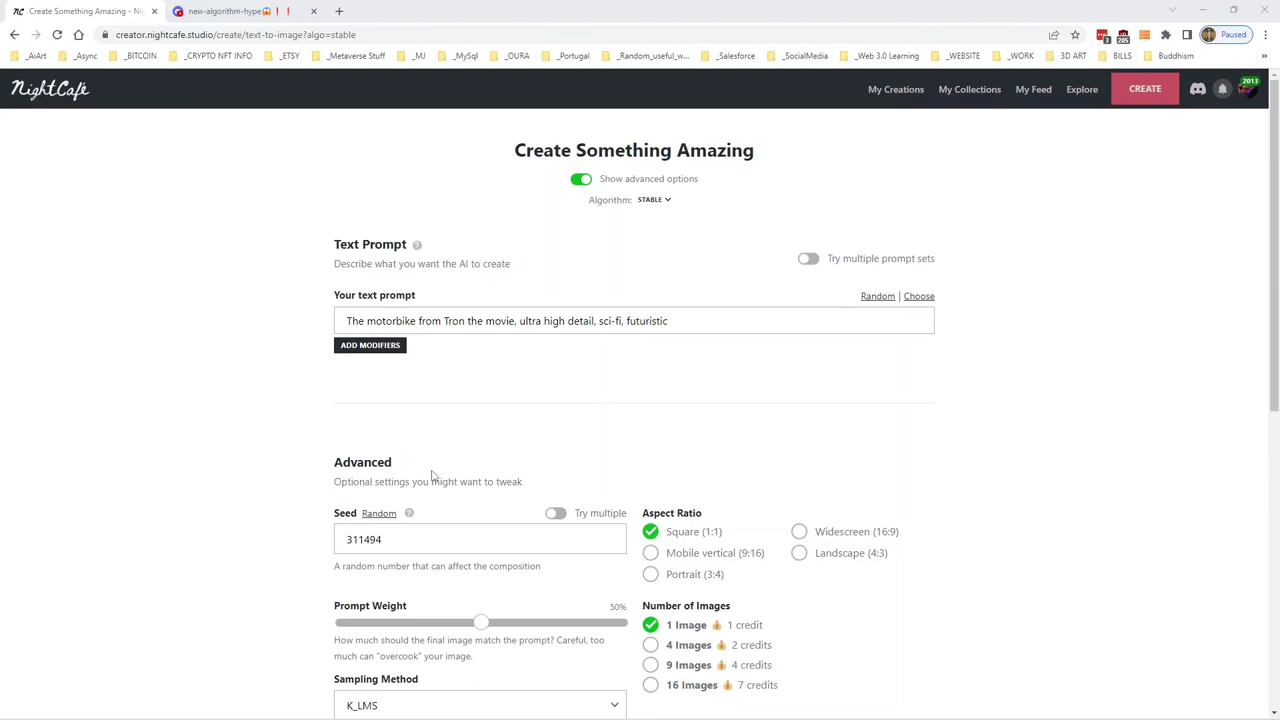 Create Something Amazing - Nig
new-algorithm-hype😱❗❗
creator.nightcafe.studio/create/text-to-image?algo=stable
3
205
Paused
_AiArt
_Async
_BITCOIN
_CRYPTO NFT INFO
_ETSY
_Metaverse Stuff
_MJ
_MySql
_OURA
_Portugal
_Random_useful_w...
_Salesforce
_SocialMedia
_Web 3.0 Learning
_WEBSITE
_WORK
3D ART
BILLS
Buddhism
»
NightCafe
My Creations
My Collections
My Feed
Explore
CREATE
2013
Create Something Amazing
Show advanced options
Algorithm: STABLE
Text Prompt ?
Describe what you want the AI to create
Try multiple prompt sets
Your text prompt
Random | Choose
The motorbike from Tron the movie, ultra high detail, sci-fi, futuristic
ADD MODIFIERS
Advanced
Optional settings you might want to tweak
Seed Random ?
Try multiple
311494
A random number that can affect the composition
Aspect Ratio
Square (1:1)
Widescreen (16:9)
Mobile vertical (9:16)
Landscape (4:3)
Portrait (3:4)
Prompt Weight
50%
How much should the final image match the prompt? Careful, too
much can "overcook" your image.
Number of Images
1 Image 💰 1 credit
4 Images 💰 2 credits
9 Images 💰 4 credits
16 Images 💰 7 credits
Sampling Method
K_LMS